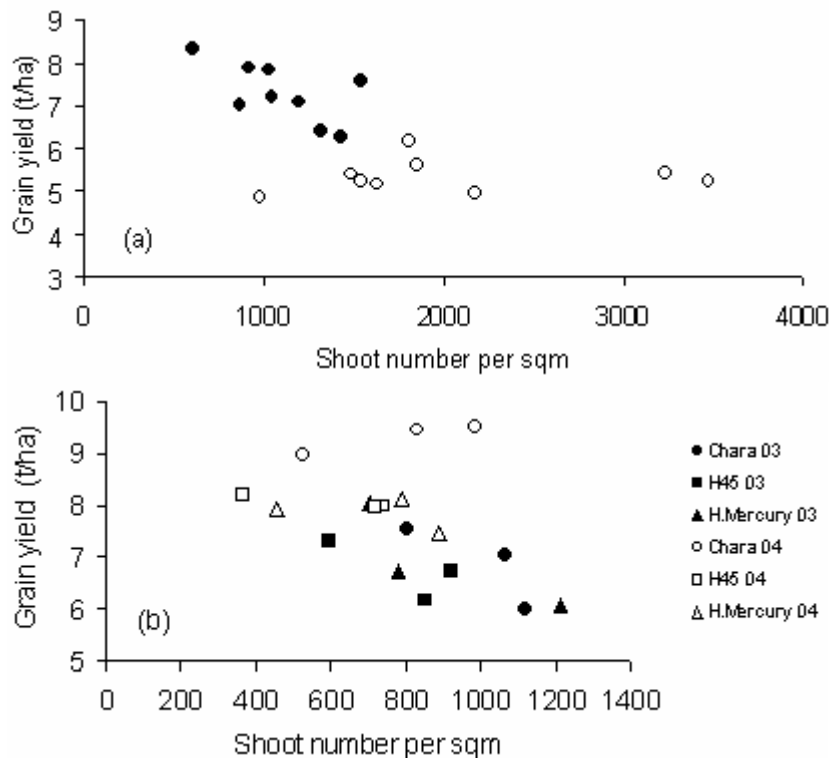 9
8
7
6
5
4
3
Grain yield (t/ha)
(a)
0 1000 2000 3000 4000
Shoot number per sqm
10
9
8
7
6
5
Grain yield (t/ha)
(b)
0 200 400 600 800 1000 1200 1400
Shoot number per sqm
Chara 03
H45 03
H.Mercury 03
Chara 04
H45 04
H.Mercury 04